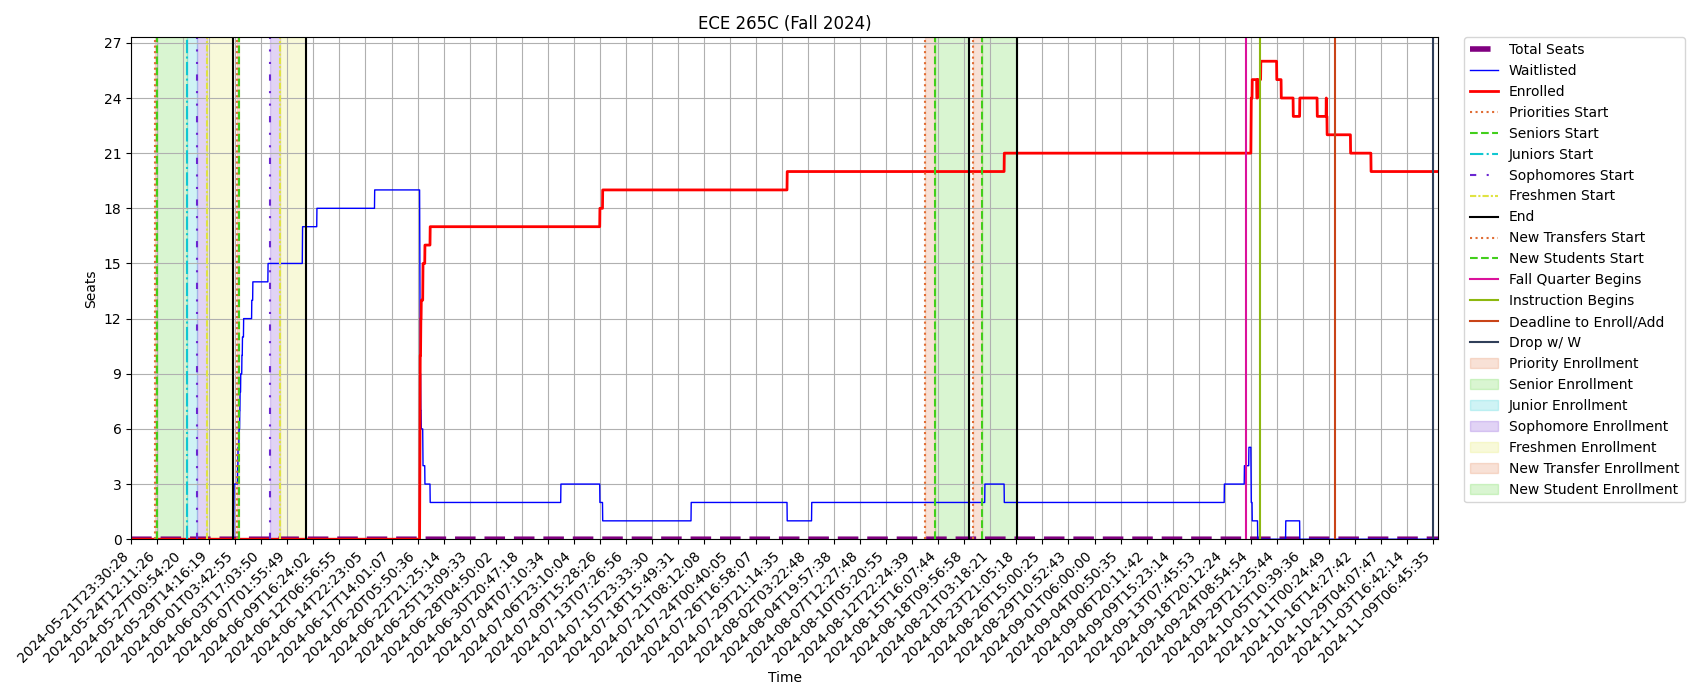 ECE 265C (Fall 2024)
Seats
27
24
21
18
15
12
9
6
3
0
2024-05-21T23:30:28
2024-05-24T12:11:26
2024-05-27T00:54:20
2024-05-29T14:16:19
2024-06-01T03:42:55
2024-06-03T17:03:50
2024-06-07T01:55:49
2024-06-09T16:24:02
2024-06-12T06:56:55
2024-06-14T22:23:05
2024-06-17T14:01:07
2024-06-20T05:50:36
2024-06-22T21:25:14
2024-06-25T13:09:33
2024-06-28T04:50:02
2024-06-30T20:47:18
2024-07-04T07:10:34
2024-07-06T23:10:04
2024-07-09T15:28:26
2024-07-13T07:26:56
2024-07-15T23:33:30
2024-07-18T15:49:31
2024-07-21T08:12:08
2024-07-24T00:40:05
2024-07-26T16:58:07
2024-07-29T21:14:35
2024-08-02T03:22:48
2024-08-04T19:57:38
2024-08-07T12:27:48
2024-08-10T05:20:55
2024-08-12T22:24:39
2024-08-15T16:07:44
2024-08-18T09:56:58
2024-08-21T03:18:21
2024-08-23T21:05:18
2024-08-26T15:00:25
2024-08-29T10:52:43
2024-09-01T06:00:00
2024-09-04T00:50:35
2024-09-06T20:11:42
2024-09-10T23:23:14
2024-09-13T07:45:53
2024-09-18T20:12:24
2024-09-24T08:54:54
2024-09-29T21:25:44
2024-10-05T10:39:36
2024-10-11T00:24:49
2024-10-16T14:27:42
2024-10-29T04:07:47
2024-11-03T16:42:14
2024-11-09T06:45:35
Time
Total Seats
Waitlisted
Enrolled
Priorities Start
Seniors Start
Juniors Start
Sophomores Start
Freshmen Start
End
New Transfers Start
New Students Start
Fall Quarter Begins
Instruction Begins
Deadline to Enroll/Add
Drop w/ W
Priority Enrollment
Senior Enrollment
Junior Enrollment
Sophomore Enrollment
Freshmen Enrollment
New Transfer Enrollment
New Student Enrollment